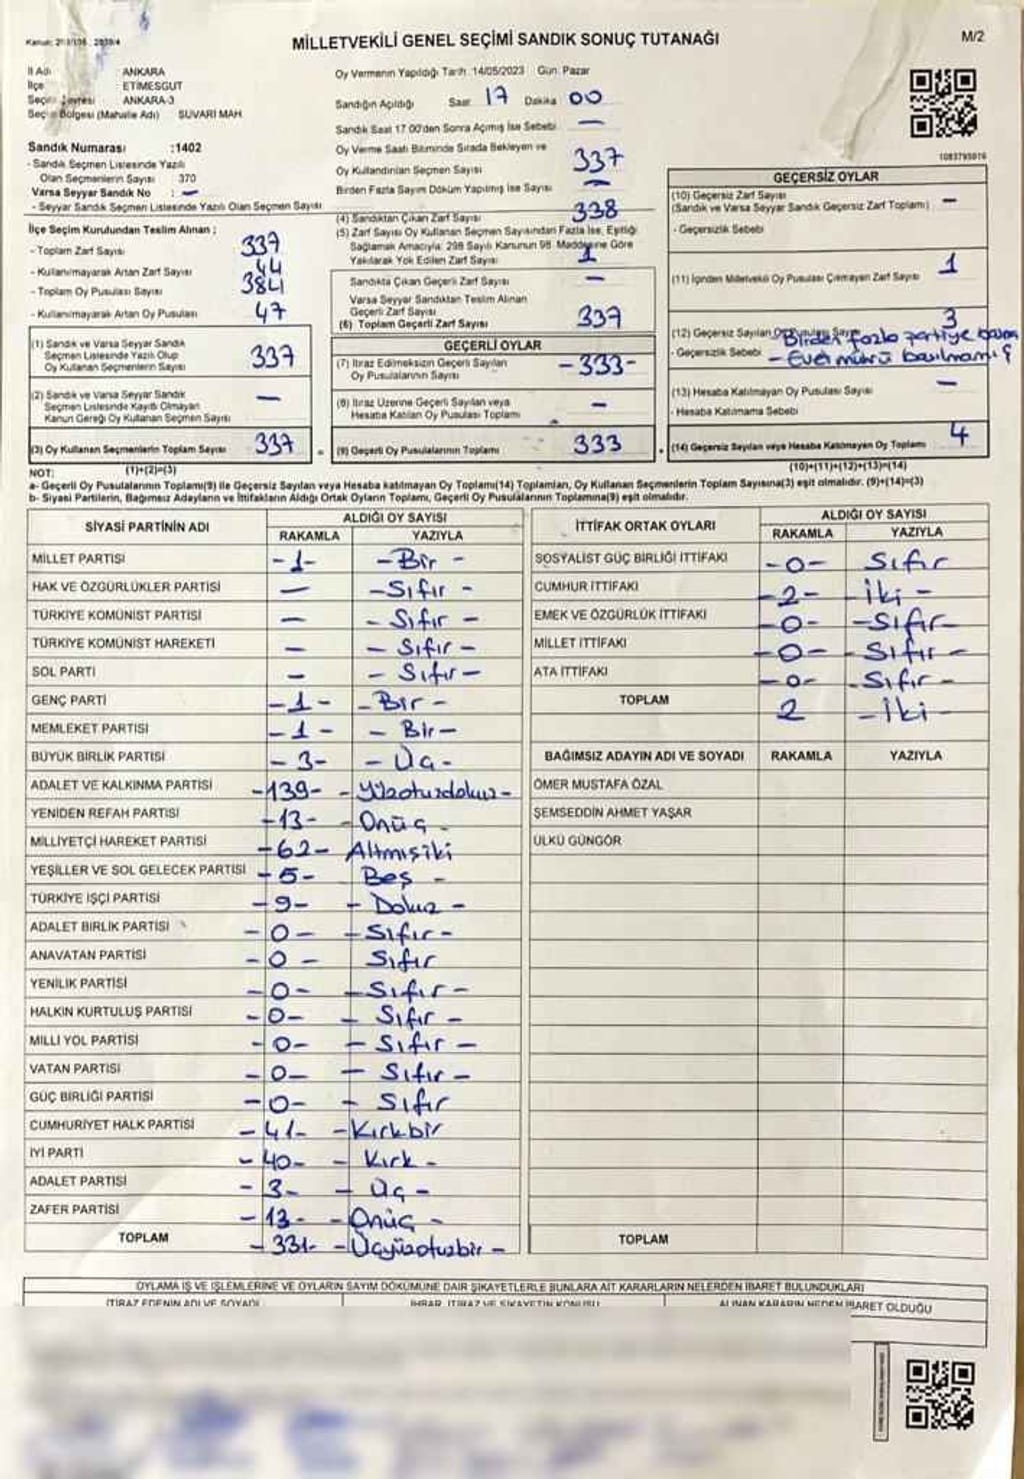 MİLLETVEKİLİ GENEL SEÇİMİ SANDIK SONUÇ TUTANAĞI
M/2
İl Adı : ANKARA
İlçe : ETİMESGUT
Seçim Çevresi : ANKARA-3
Seçim Bölgesi (Mahalle Adı) SUVARİ MAH.
Sandık Numarası :1402
- Sandık Seçmen Listesinde Yazılı
Olan Seçmenlerin Sayısı 370
Varsa Seyyar Sandık No : –
- Seyyar Sandık Seçmen Listesinde Yazılı Olan Seçmen Sayısı
İlçe Seçim Kurulundan Teslim Alınan ;
- Toplam Zarf Sayısı 337
- Kullanılmayarak Artan Zarf Sayısı 44
- Toplam Oy Pusulası Sayısı 384
- Kullanılmayarak Artan Oy Pusulası 47
(1) Sandık ve Varsa Seyyar Sandık
Seçmen Listesinde Yazılı Olup
Oy Kullanan Seçmenlerin Sayısı 337
(2) Sandık ve Varsa Seyyar Sandık
Seçmen Listesinde Kayıtlı Olmayan
Kanun Gereği Oy Kullanan Seçmen Sayısı –
(3) Oy Kullanan Seçmenlerin Toplam Sayısı 337
(1)+(2)=(3)
Oy Vermenin Yapıldığı Tarih :14/05/2023 Gün: Pazar
Sandığın Açıldığı Saat 17 Dakika 00
Sandık Saat 17.00'den Sonra Açılmış İse Sebebi –
Oy Verme Saati Bitiminde Sırada Bekleyen ve
Oy Kullandırılan Seçmen Sayısı 337
Birden Fazla Sayım Döküm Yapılmış İse Sayısı –
(4) Sandıktan Çıkan Zarf Sayısı 338
(5) Zarf Sayısı Oy Kullanan Seçmen Sayısından Fazla İse, Eşitliği
Sağlamak Amacıyla; 298 Sayılı Kanunun 98. Maddesine Göre
Yakılarak Yok Edilen Zarf Sayısı 1
Sandıkta Çıkan Geçerli Zarf Sayısı –
Varsa Seyyar Sandıktan Teslim Alınan
Geçerli Zarf Sayısı
(6) Toplam Geçerli Zarf Sayısı 337
GEÇERLİ OYLAR
(7) İtiraz Edilmeksizin Geçerli Sayılan
Oy Pusulalarının Sayısı -333-
(8) İtiraz Üzerine Geçerli Sayılan veya
Hesaba Katılan Oy Pusulası Toplamı –
(9) Geçerli Oy Pusulalarının Toplamı 333
1083795016
GEÇERSİZ OYLAR
(10) Geçersiz Zarf Sayısı –
(Sandık ve Varsa Seyyar Sandık Geçersiz Zarf Toplamı)
- Geçersizlik Sebebi
(11) İçinden Milletvekili Oy Pusulası Çıkmayan Zarf Sayısı 1
(12) Geçersiz Sayılan Oy Pusulası Sayısı 3
Birden fazla partiye
- Geçersizlik Sebebi - Evet mührü basılmamış
(13) Hesaba Katılmayan Oy Pusulası Sayısı –
- Hesaba Katılmama Sebebi
(14) Geçersiz Sayılan veya Hesaba Katılmayan Oy Toplamı 4
(10)+(11)+(12)+(13)=(14)
NOT:
a- Geçerli Oy Pusulalarının Toplamı(9) ile Geçersiz Sayılan veya Hesaba katılmayan Oy Toplamı(14) Toplamları, Oy Kullanan Seçmenlerin Toplam Sayısına(3) eşit olmalıdır. (9)+(14)=(3)
b- Siyasi Partilerin, Bağımsız Adayların ve İttifakların Aldığı Ortak Oyların Toplamı, Geçerli Oy Pusulalarının Toplamına(9) eşit olmalıdır.
SİYASİ PARTİNİN ADI
ALDIĞI OY SAYISI
RAKAMLA YAZIYLA
MİLLET PARTİSİ -1- -Bir -
HAK VE ÖZGÜRLÜKLER PARTİSİ — -Sıfır -
TÜRKİYE KOMÜNİST PARTİSİ — - Sıfır -
TÜRKİYE KOMÜNİST HAREKETİ — - Sıfır -
SOL PARTİ — - Sıfır -
GENÇ PARTİ -1- -Bir -
MEMLEKET PARTİSİ -1- - Bir -
BÜYÜK BİRLİK PARTİSİ -3- - Üç -
ADALET VE KALKINMA PARTİSİ -139- -Yüzotuzdokuz-
YENİDEN REFAH PARTİSİ -13- -Onüç -
MİLLİYETÇİ HAREKET PARTİSİ -62- Altmışiki
YEŞİLLER VE SOL GELECEK PARTİSİ -5- Beş -
TÜRKİYE İŞÇİ PARTİSİ -9- - Dokuz -
ADALET BİRLİK PARTİSİ -0- -Sıfır -
ANAVATAN PARTİSİ -0- Sıfır
YENİLİK PARTİSİ -0- -Sıfır -
HALKIN KURTULUŞ PARTİSİ -0- - Sıfır -
MİLLİ YOL PARTİSİ -0- - Sıfır -
VATAN PARTİSİ -0- - Sıfır -
GÜÇ BİRLİĞİ PARTİSİ -0- - Sıfır
CUMHURİYET HALK PARTİSİ -41- -Kırkbir
İYİ PARTİ -40- - Kırk -
ADALET PARTİSİ -3- - Üç -
ZAFER PARTİSİ -13- -Onüç -
TOPLAM -331- -Üçyüzotuzbir -
İTTİFAK ORTAK OYLARI
ALDIĞI OY SAYISI
RAKAMLA YAZIYLA
SOSYALİST GÜÇ BİRLİĞİ İTTİFAKI -0- Sıfır
CUMHUR İTTİFAKI -2- -İki -
EMEK VE ÖZGÜRLÜK İTTİFAKI -0- -Sıfır-
MİLLET İTTİFAKI -0- - Sıfır -
ATA İTTİFAKI -0- -Sıfır -
TOPLAM 2 -İki-
BAĞIMSIZ ADAYIN ADI VE SOYADI RAKAMLA YAZIYLA
ÖMER MUSTAFA ÖZAL
ŞEMSEDDİN AHMET YAŞAR
ÜLKÜ GÜNGÖR
TOPLAM
OYLAMA İŞ VE İŞLEMLERİNE VE OYLARIN SAYIM DÖKÜMÜNE DAİR ŞİKAYETLERLE BUNLARA AİT KARARLARIN NELERDEN İBARET BULUNDUKLARI
İTİRAZ EDENİN ADI VE SOYADI İHBAR, İTİRAZ VE ŞİKAYETİN KONUSU ALINAN KARARIN NEDEN İBARET OLDUĞU